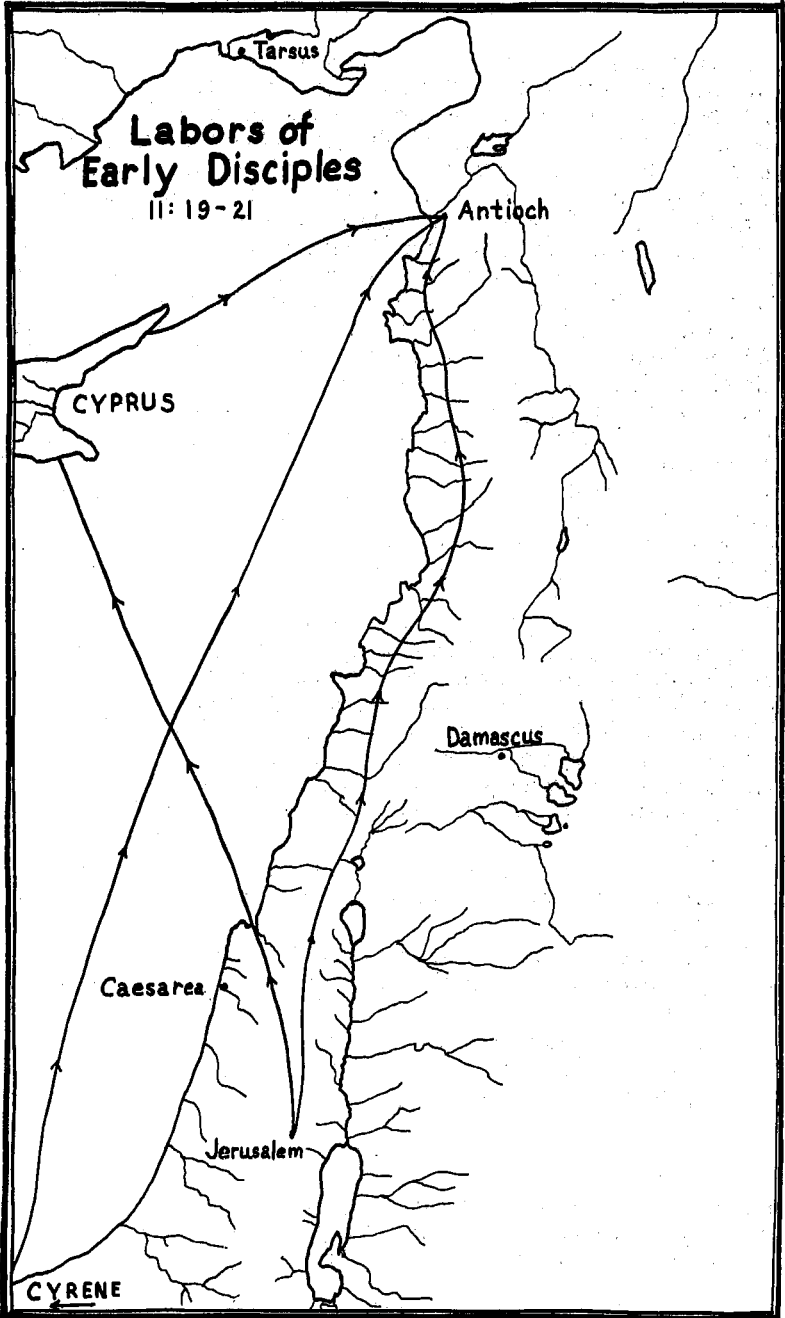 Tarsus
Labors of
Early Disciples
11:19-21
Antioch
CYPRUS
Damascus
Caesarea
Jerusalem
CYRENE